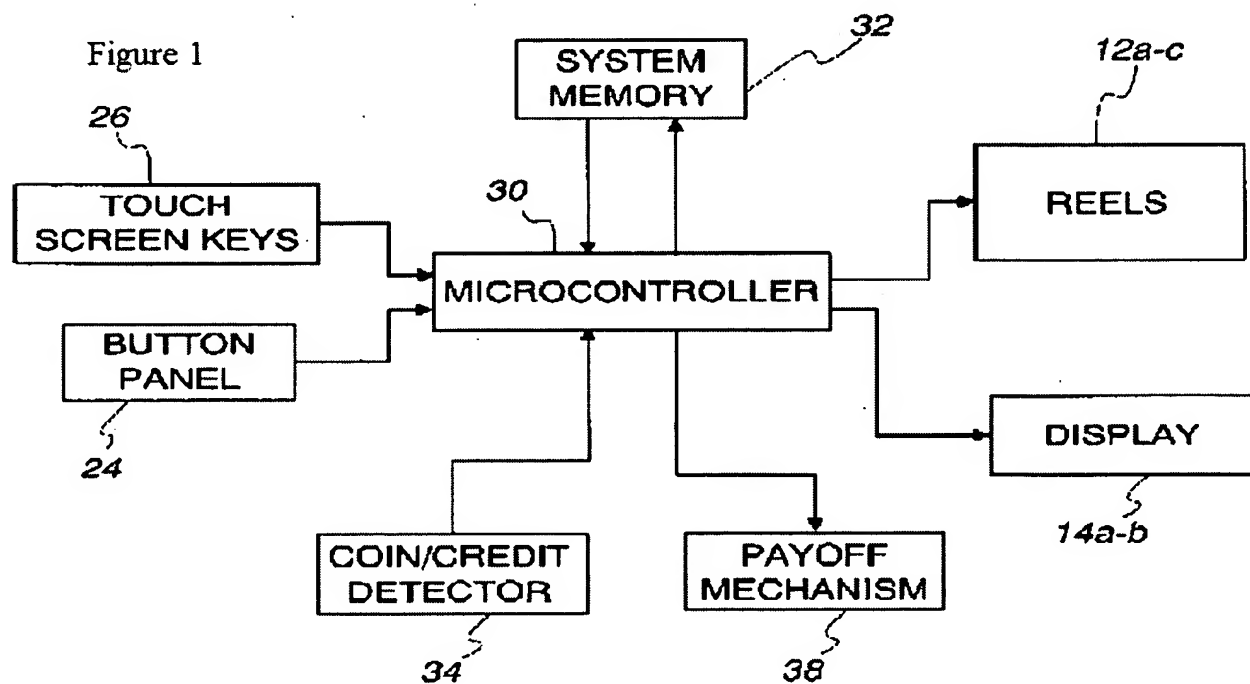 Figure 1
32
SYSTEM
MEMORY
12a-c
26
TOUCH
SCREEN KEYS
30
REELS
MICROCONTROLLER
BUTTON
PANEL
24
DISPLAY
14a-b
COIN/CREDIT
DETECTOR
34
PAYOFF
MECHANISM
38